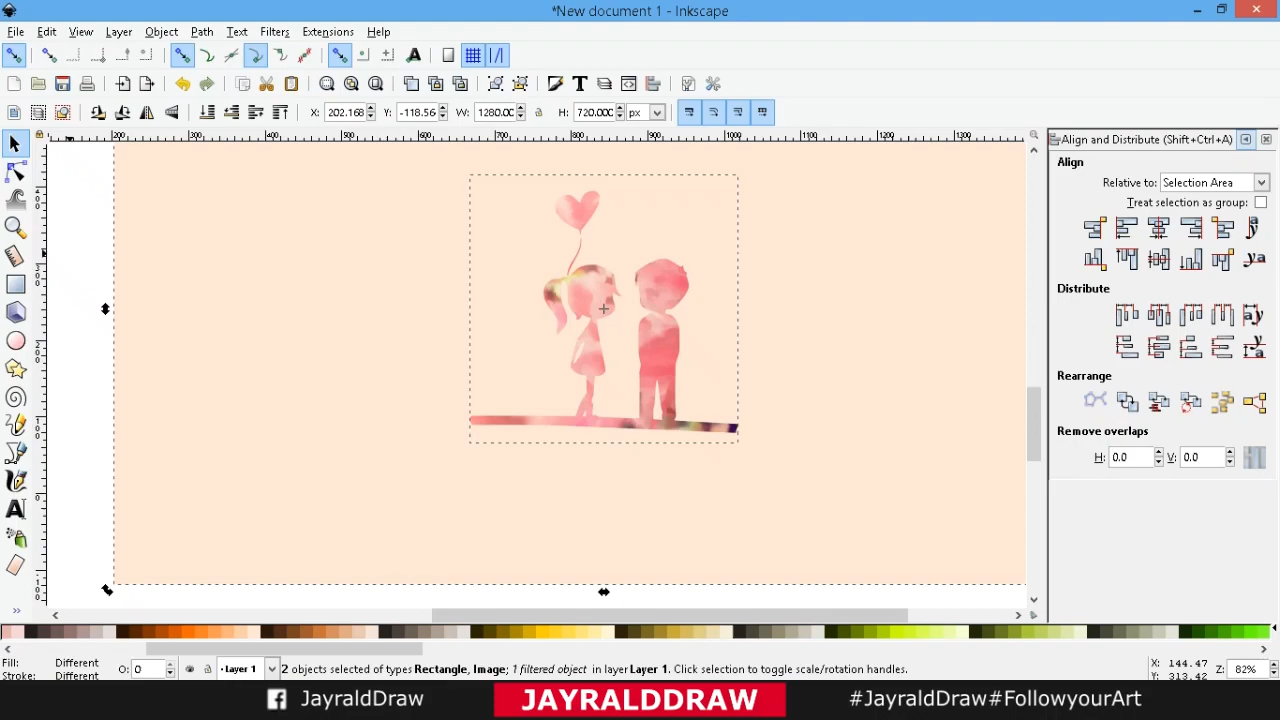 *New document 1 - Inkscape
File Edit View Layer Object Path Text Filters Extensions Help
X: 202.168 Y: -118.56 W: 1280.00 H: 720.000 px
Align and Distribute (Shift+Ctrl+A)
Align
Relative to: Selection Area
Treat selection as group:
Distribute
Rearrange
Remove overlaps
H: 0.0 V: 0.0
Fill: Different
Stroke: Different
O: 0
Layer 1
2 objects selected of types Rectangle, Image; 1 filtered object in layer Layer 1. Click selection to toggle scale/rotation handles.
X: 144.47
Y: 313.42
Z: 82%
JayraldDraw
JAYRALDDRAW
#JayraldDraw#FollowyourArt